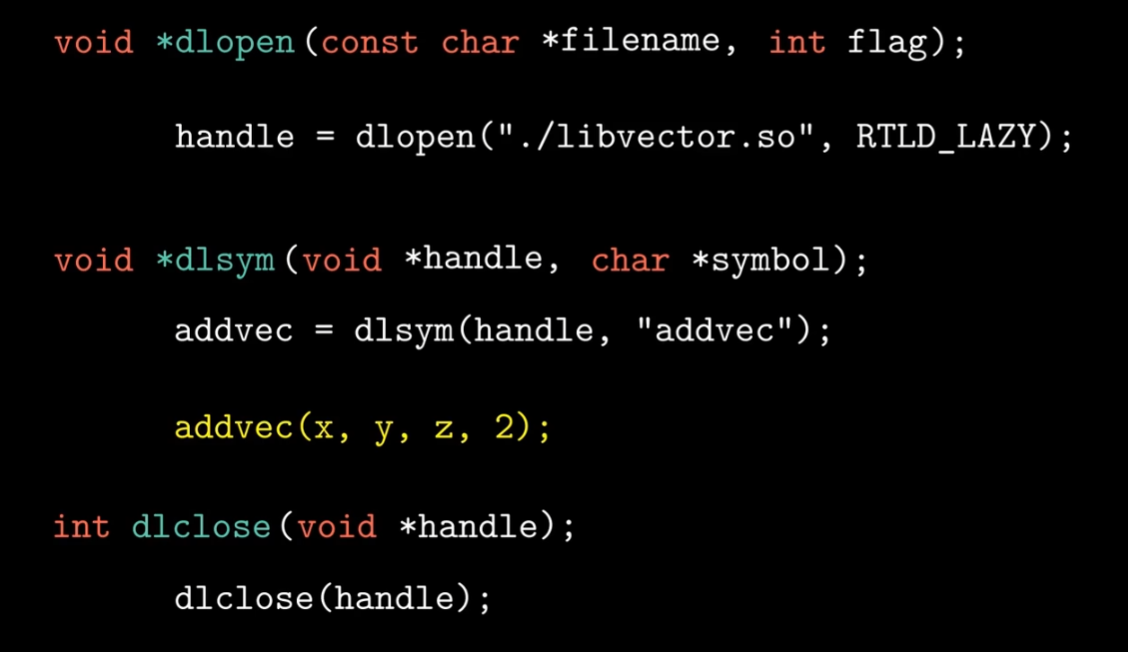 void *dlopen(const char *filename, int flag);
handle = dlopen("./libvector.so", RTLD_LAZY);
void *dlsym(void *handle, char *symbol);
addvec = dlsym(handle, "addvec");
addvec(x, y, z, 2);
int dlclose(void *handle);
dlclose(handle);